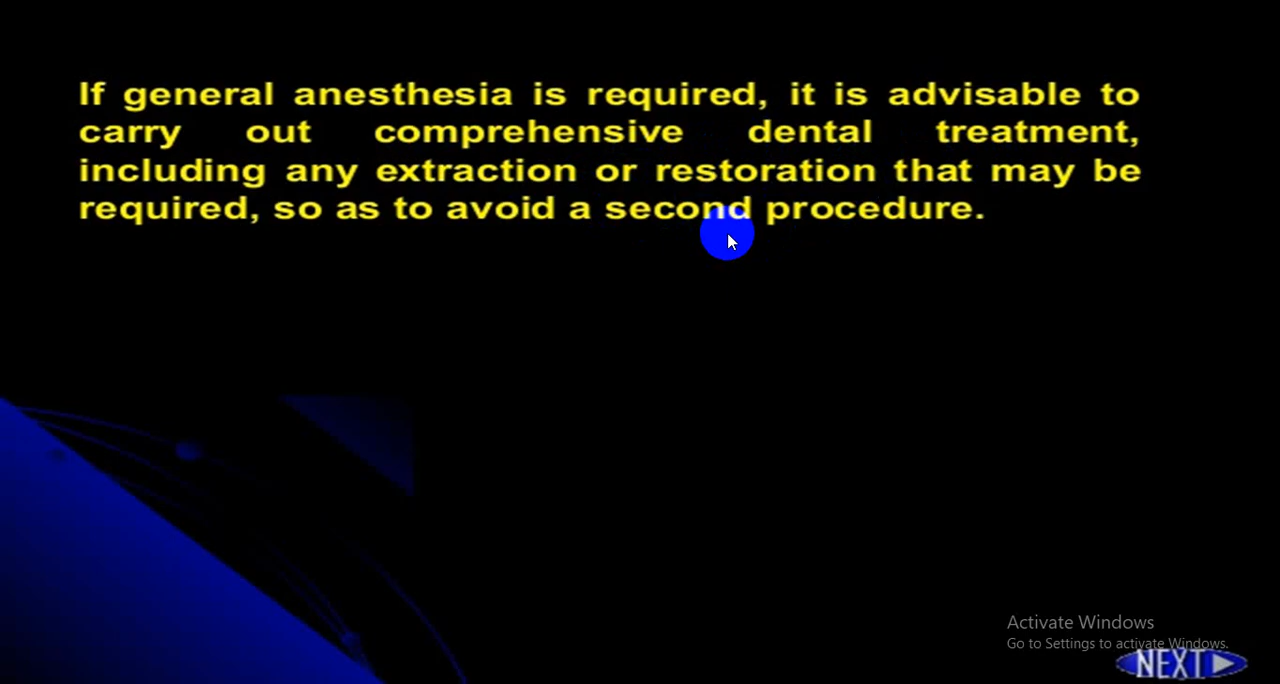 If general anesthesia is required, it is advisable to
carry out comprehensive dental treatment,
including any extraction or restoration that may be
required, so as to avoid a second procedure.
Activate Windows
Go to Settings to activate Windows.
NEXT